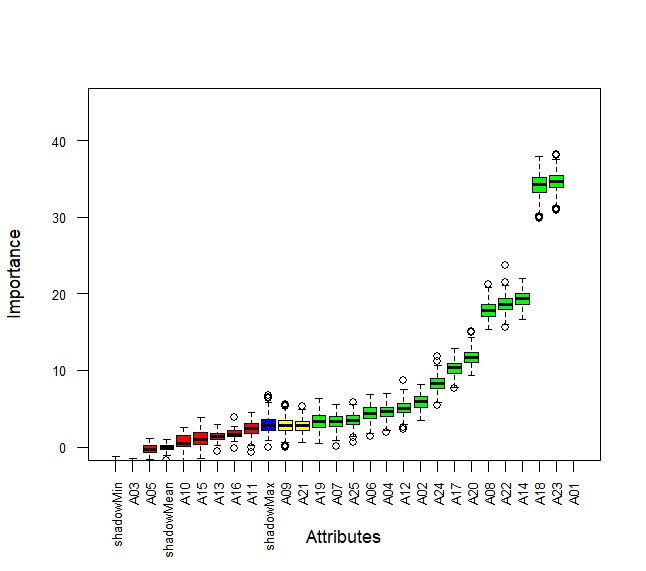 Importance
40
30
20
10
0
shadowMin
A03
A05
shadowMean
A10
A15
A13
A16
A11
shadowMax
A09
A21
A19
A07
A25
A06
A04
A12
A02
A24
A17
A20
A08
A22
A14
A18
A23
A01
Attributes